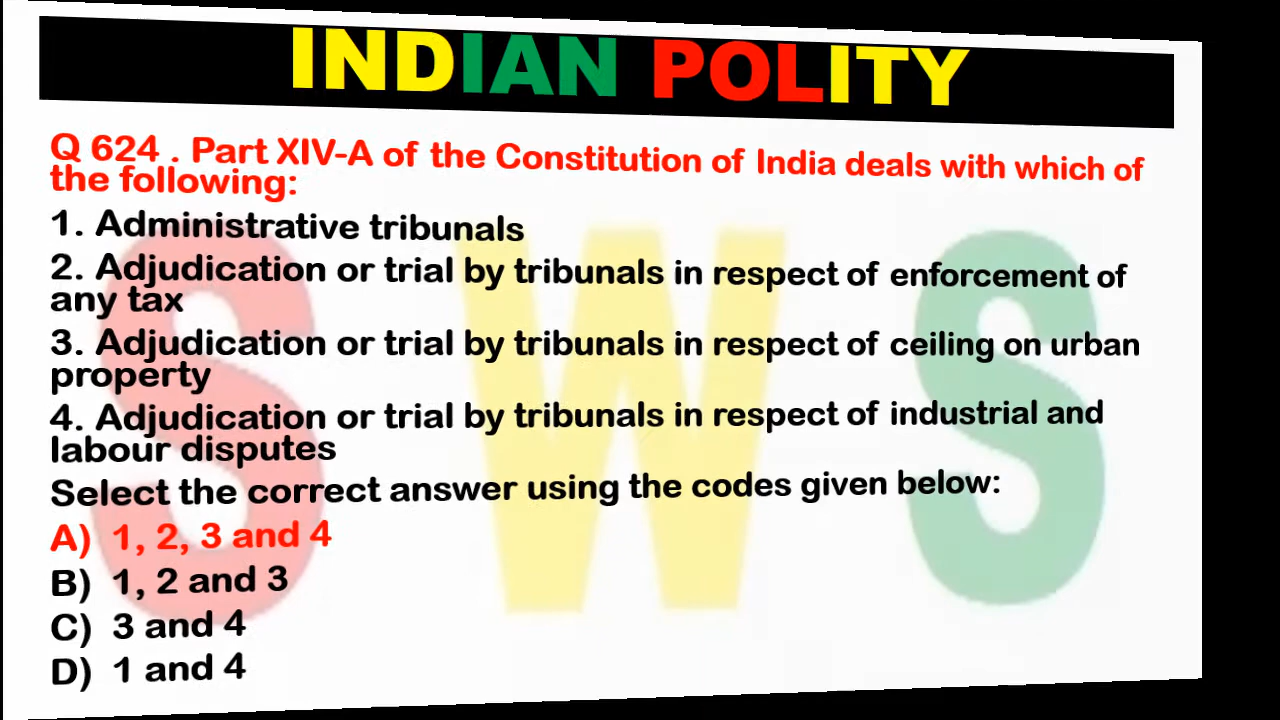 INDIAN POLITY
Q 624 . Part XIV-A of the Constitution of India deals with which of
the following:
1. Administrative tribunals
2. Adjudication or trial by tribunals in respect of enforcement of
any tax
3. Adjudication or trial by tribunals in respect of ceiling on urban
property
4. Adjudication or trial by tribunals in respect of industrial and
labour disputes
Select the correct answer using the codes given below:
A) 1, 2, 3 and 4
B) 1, 2 and 3
C) 3 and 4
D) 1 and 4
S W S